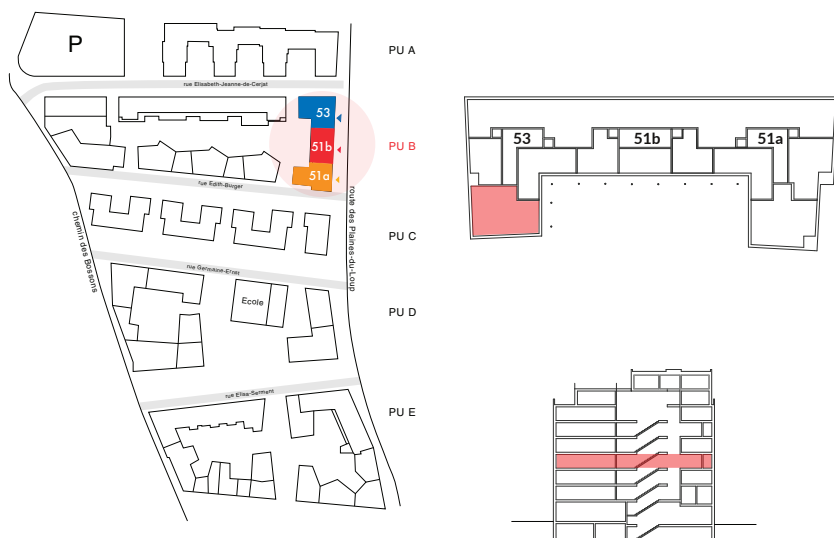 P
PU A
rue Elisabeth-Jeanne-de-Cerjat
53
51b
51a
PU B
rue Edith-Burger
route des Plaines-du-Loup
chemin des Bossons
PU C
rue Germaine-Ernst
Ecole
PU D
rue Elisa-Serment
PU E
53
51b
51a